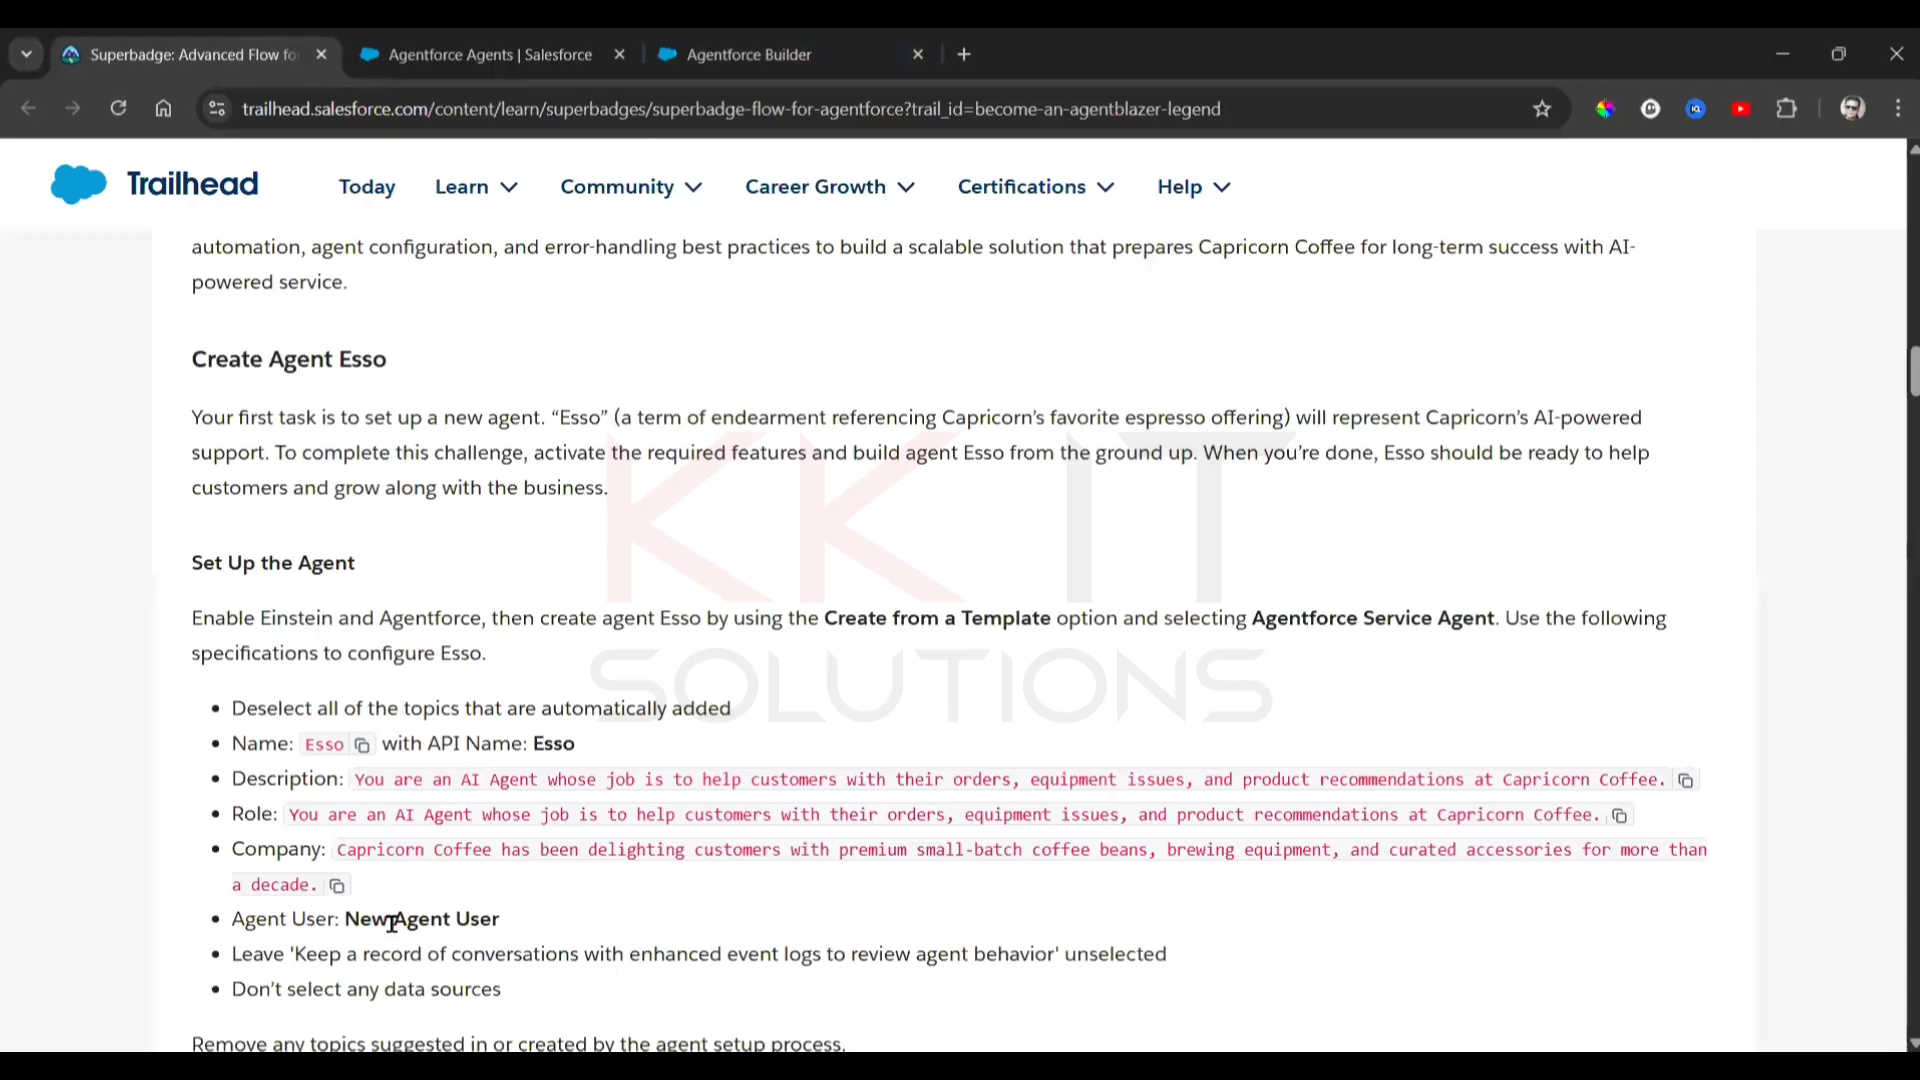 Superbadge: Advanced Flow fo
Agentforce Agents | Salesforce
Agentforce Builder
trailhead.salesforce.com/content/learn/superbadges/superbadge-flow-for-agentforce?trail_id=become-an-agentblazer-legend
Trailhead
Today
Learn
Community
Career Growth
Certifications
Help
automation, agent configuration, and error-handling best practices to build a scalable solution that prepares Capricorn Coffee for long-term success with AI-
powered service.
Create Agent Esso
Your first task is to set up a new agent. “Esso” (a term of endearment referencing Capricorn’s favorite espresso offering) will represent Capricorn’s AI-powered
support. To complete this challenge, activate the required features and build agent Esso from the ground up. When you’re done, Esso should be ready to help
customers and grow along with the business.
KK IT
SOLUTIONS
Set Up the Agent
Enable Einstein and Agentforce, then create agent Esso by using the Create from a Template option and selecting Agentforce Service Agent. Use the following
specifications to configure Esso.
• Deselect all of the topics that are automatically added
• Name: Esso with API Name: Esso
• Description: You are an AI Agent whose job is to help customers with their orders, equipment issues, and product recommendations at Capricorn Coffee.
• Role: You are an AI Agent whose job is to help customers with their orders, equipment issues, and product recommendations at Capricorn Coffee.
• Company: Capricorn Coffee has been delighting customers with premium small-batch coffee beans, brewing equipment, and curated accessories for more than
a decade.
• Agent User: New Agent User
• Leave 'Keep a record of conversations with enhanced event logs to review agent behavior' unselected
• Don’t select any data sources
Remove any topics suggested in or created by the agent setup process.